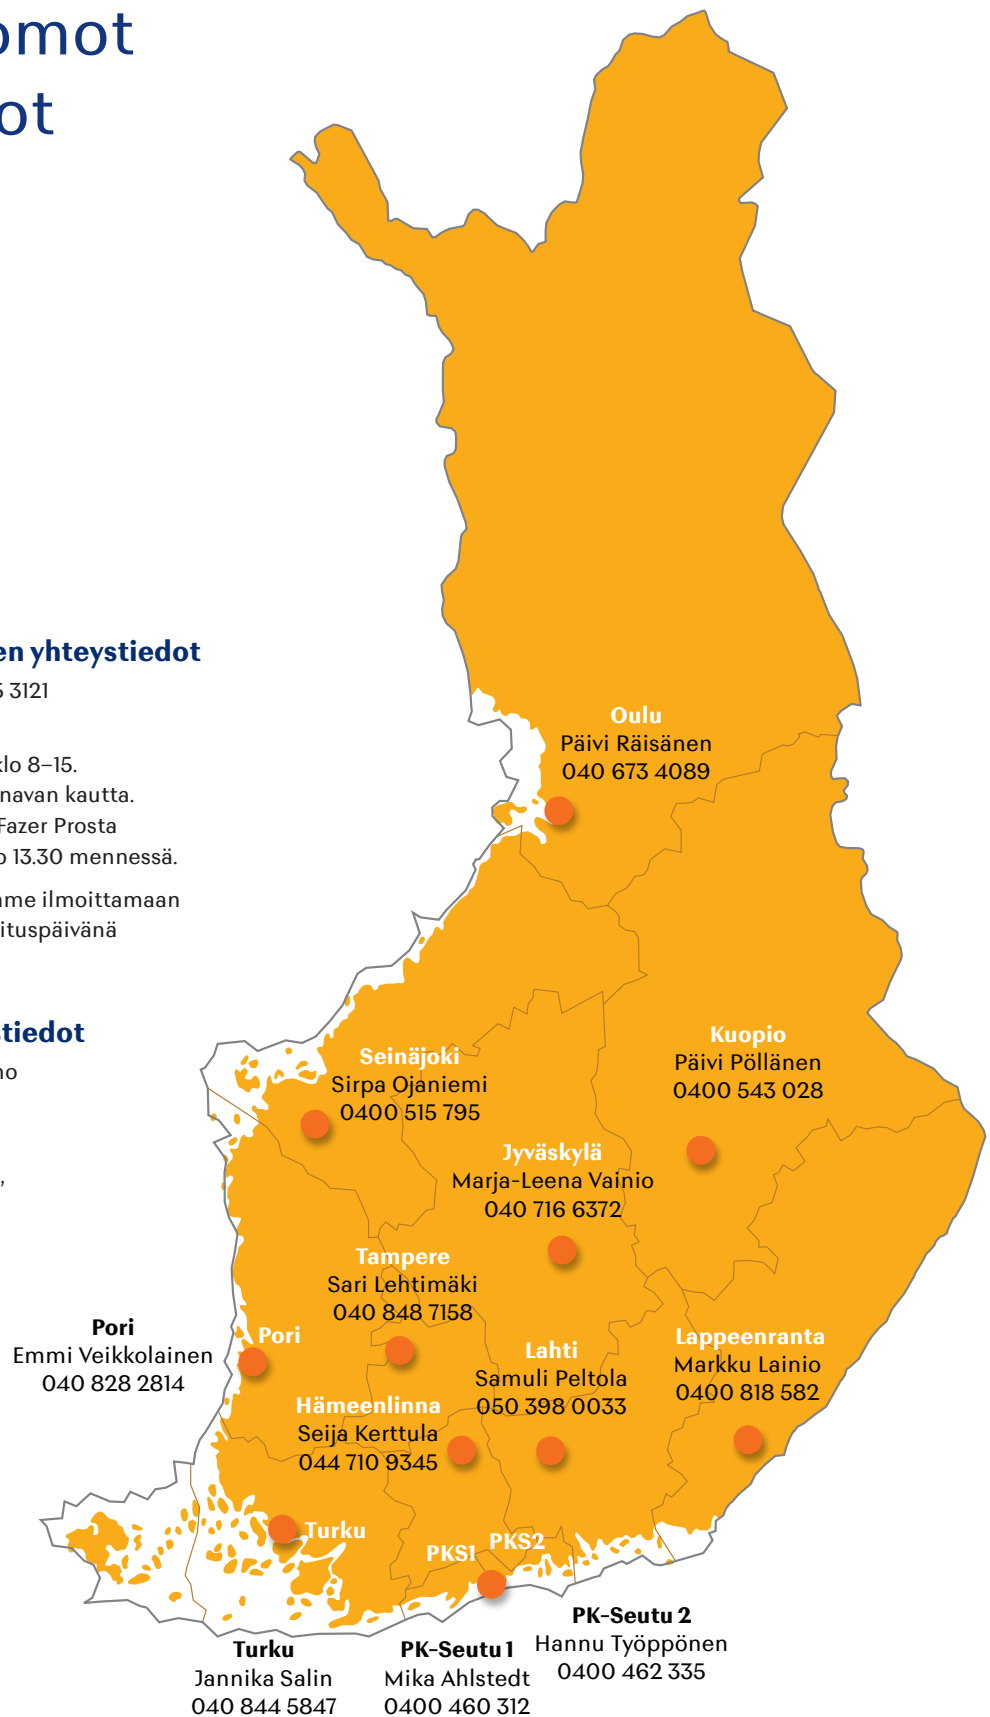 omot
ot
en yhteystiedot
5 3121
klo 8–15.
navan kautta.
Fazer Prosta
o 13.30 mennessä.
mme ilmoittamaan
ituspäivänä
tiedot
no
,
Oulu
Päivi Räisänen
040 673 4089
Kuopio
Päivi Pöllänen
0400 543 028
Seinäjoki
Sirpa Ojaniemi
0400 515 795
Jyväskylä
Marja-Leena Vainio
040 716 6372
Tampere
Sari Lehtimäki
040 848 7158
Pori
Emmi Veikkolainen
040 828 2814
Pori
Lahti
Samuli Peltola
050 398 0033
Lappeenranta
Markku Lainio
0400 818 582
Hämeenlinna
Seija Kerttula
044 710 9345
Turku
PKS1
PKS2
Turku
Jannika Salin
040 844 5847
PK-Seutu 1
Mika Ahlstedt
0400 460 312
PK-Seutu 2
Hannu Työppönen
0400 462 335